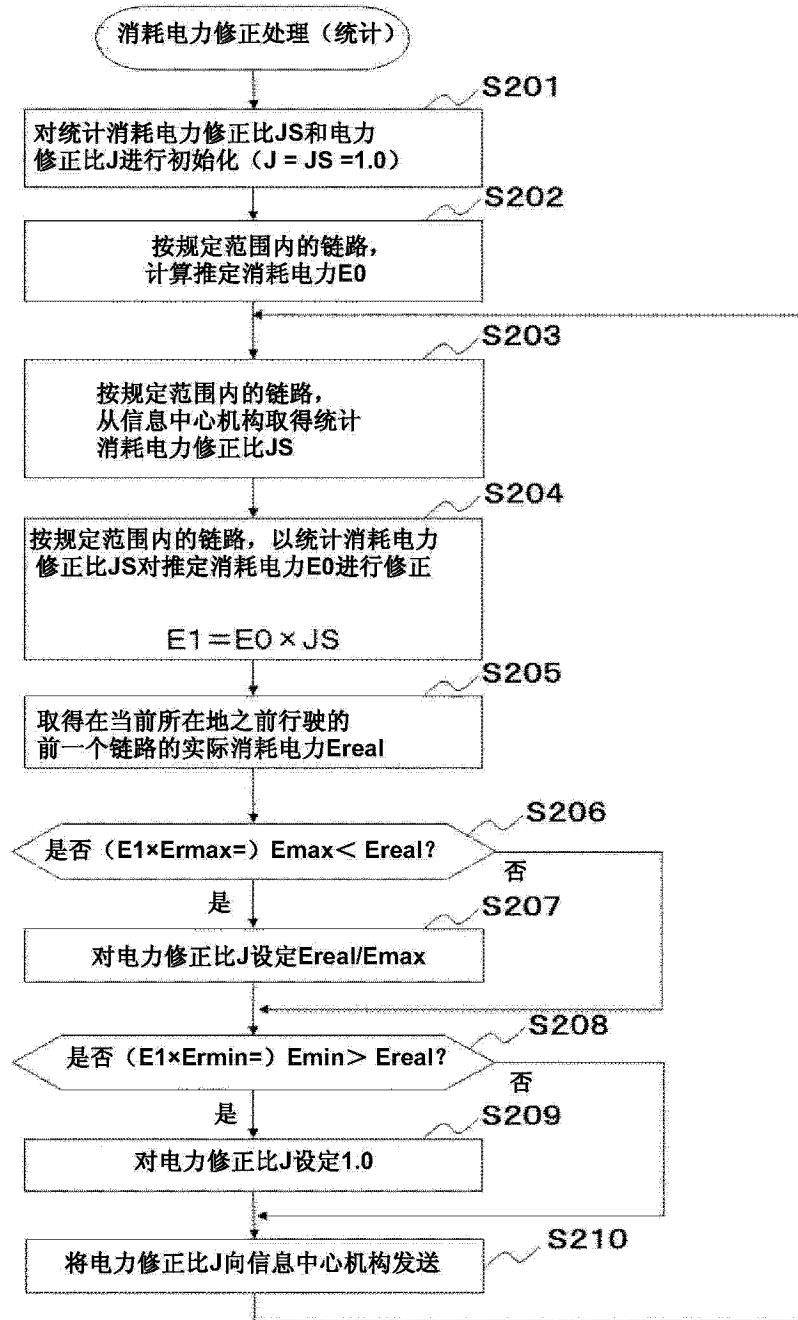 消耗电力修正处理（统计）
S201
对统计消耗电力修正比JS和电力
修正比J进行初始化（J = JS =1.0）
S202
按规定范围内的链路，
计算推定消耗电力E0
S203
按规定范围内的链路，
从信息中心机构取得统计
消耗电力修正比JS
S204
按规定范围内的链路，以统计消耗电力
修正比JS对推定消耗电力E0进行修正
E1＝E0×JS
S205
取得在当前所在地之前行驶的
前一个链路的实际消耗电力Ereal
S206
是否（E1×Ermax=）Emax＜ Ereal？
否
是
S207
对电力修正比J设定Ereal/Emax
S208
是否（E1×Ermin=）Emin＞ Ereal？
否
是
S209
对电力修正比J设定1.0
S210
将电力修正比J向信息中心机构发送